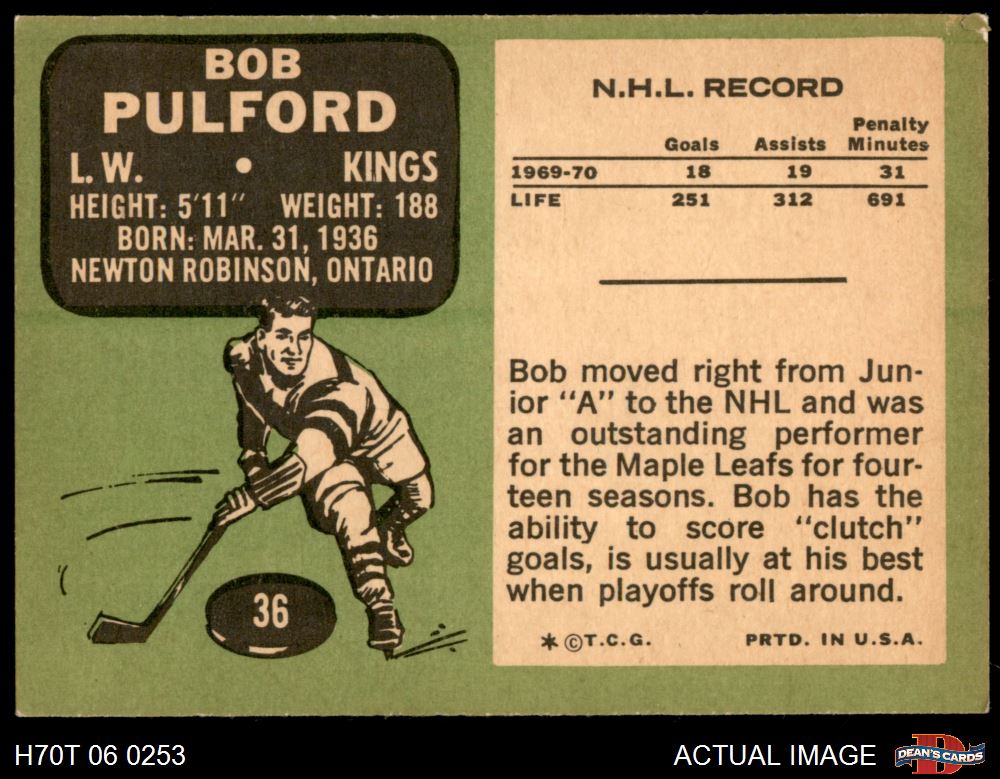 BOB
PULFORD
L.W. • KINGS
HEIGHT: 5'11" WEIGHT: 188
BORN: MAR. 31, 1936
NEWTON ROBINSON, ONTARIO
36
N.H.L. RECORD
Goals Assists Penalty Minutes
1969-70 18 19 31
LIFE 251 312 691
Bob moved right from Jun-
ior "A" to the NHL and was
an outstanding performer
for the Maple Leafs for four-
teen seasons. Bob has the
ability to score "clutch"
goals, is usually at his best
when playoffs roll around.
* © T.C.G. PRTD. IN U.S.A.
H70T 06 0253
ACTUAL IMAGE
DEAN'S CARDS